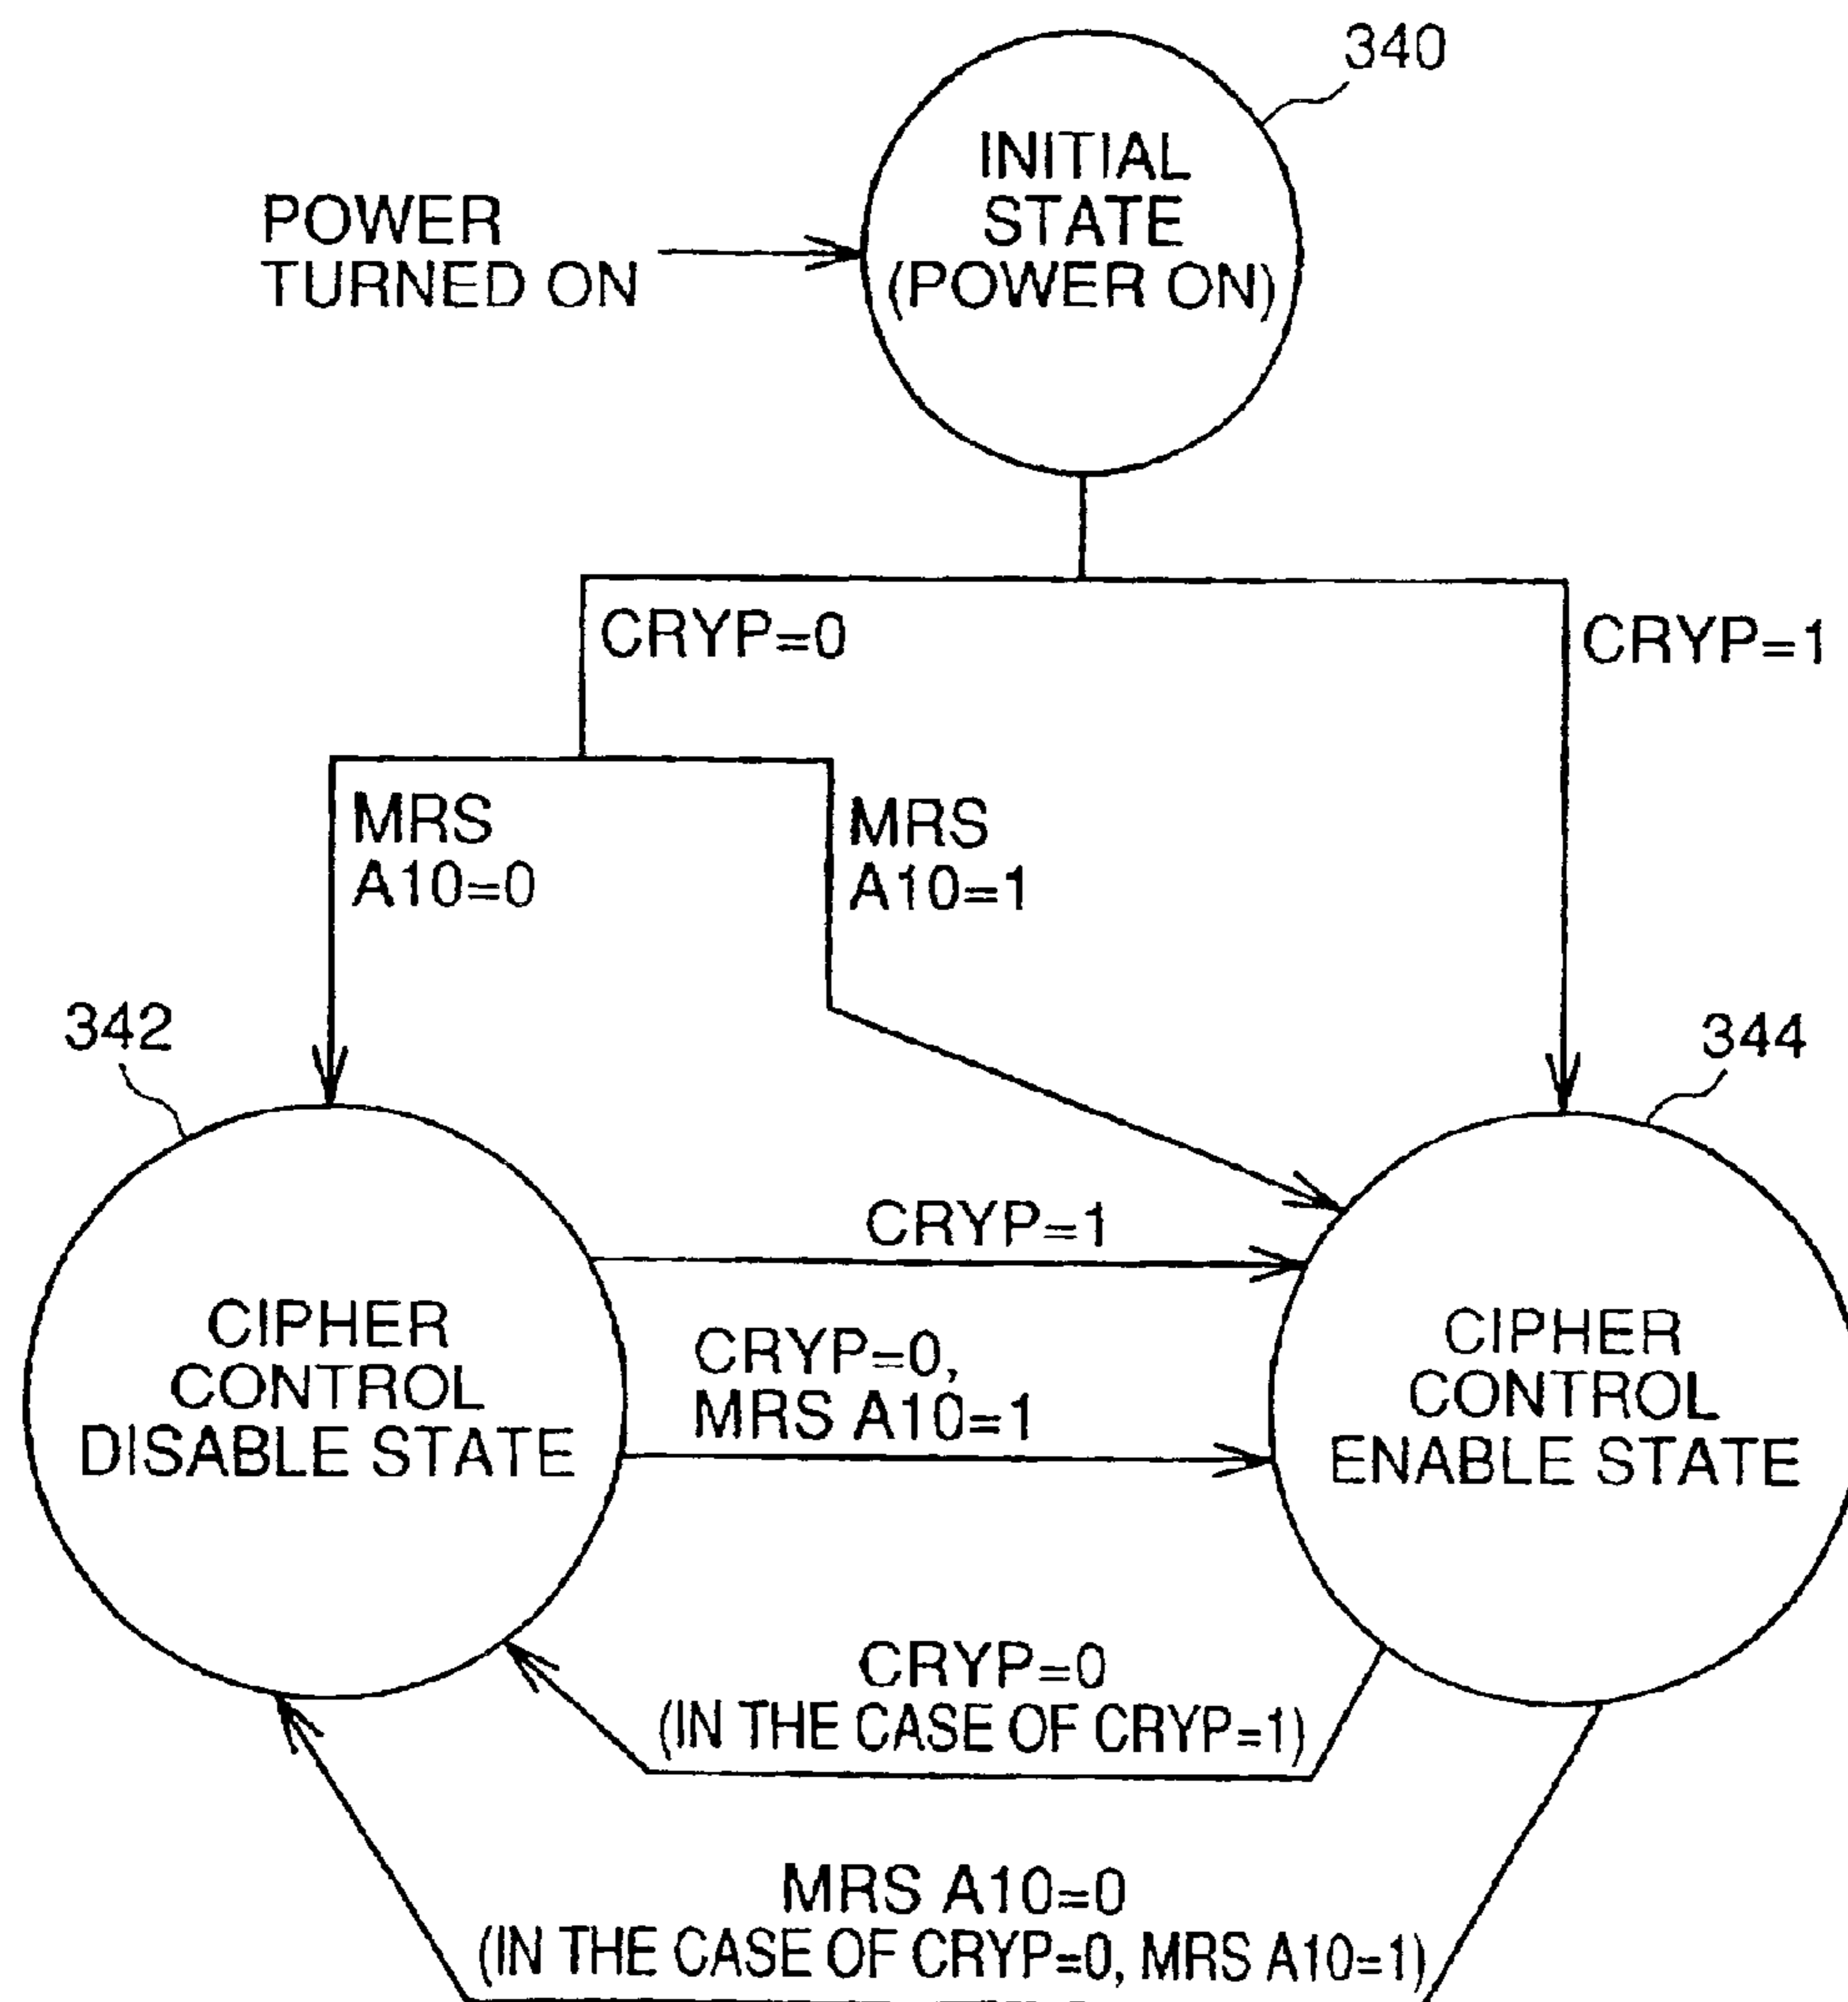 340
INITIAL
STATE
(POWER ON)
POWER
TURNED ON
CRYP=0
CRYP=1
MRS
A10=0
MRS
A10=1
342
344
CRYP=1
CIPHER
CONTROL
DISABLE STATE
CRYP=0,
MRS A10=1
CIPHER
CONTROL
ENABLE STATE
CRYP=0
(IN THE CASE OF CRYP=1)
MRS A10=0
(IN THE CASE OF CRYP=0, MRS A10=1)